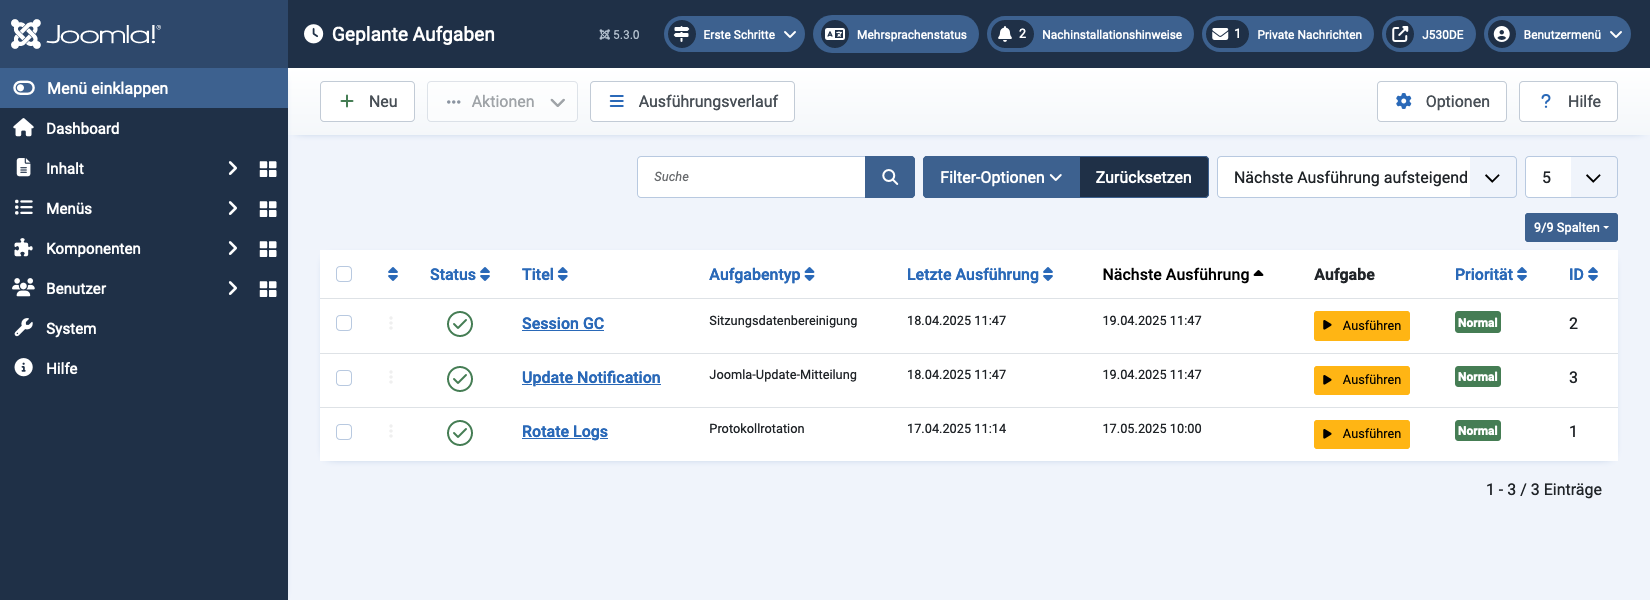 Joomla!®
Geplante Aufgaben
5.3.0
Erste Schritte
Mehrsprachenstatus
2 Nachinstallationshinweise
1 Private Nachrichten
J530DE
Benutzermenü
Menü einklappen
Dashboard
Inhalt
Menüs
Komponenten
Benutzer
System
Hilfe
Neu
Aktionen
Ausführungsverlauf
Optionen
? Hilfe
Suche
Filter-Optionen
Zurücksetzen
Nächste Ausführung aufsteigend
5
9/9 Spalten
Status Titel Aufgabentyp Letzte Ausführung Nächste Ausführung Aufgabe Priorität ID
Session GC Sitzungsdatenbereinigung 18.04.2025 11:47 19.04.2025 11:47 Ausführen Normal 2
Update Notification Joomla-Update-Mitteilung 18.04.2025 11:47 19.04.2025 11:47 Ausführen Normal 3
Rotate Logs Protokollrotation 17.04.2025 11:14 17.05.2025 10:00 Ausführen Normal 1
1 - 3 / 3 Einträge